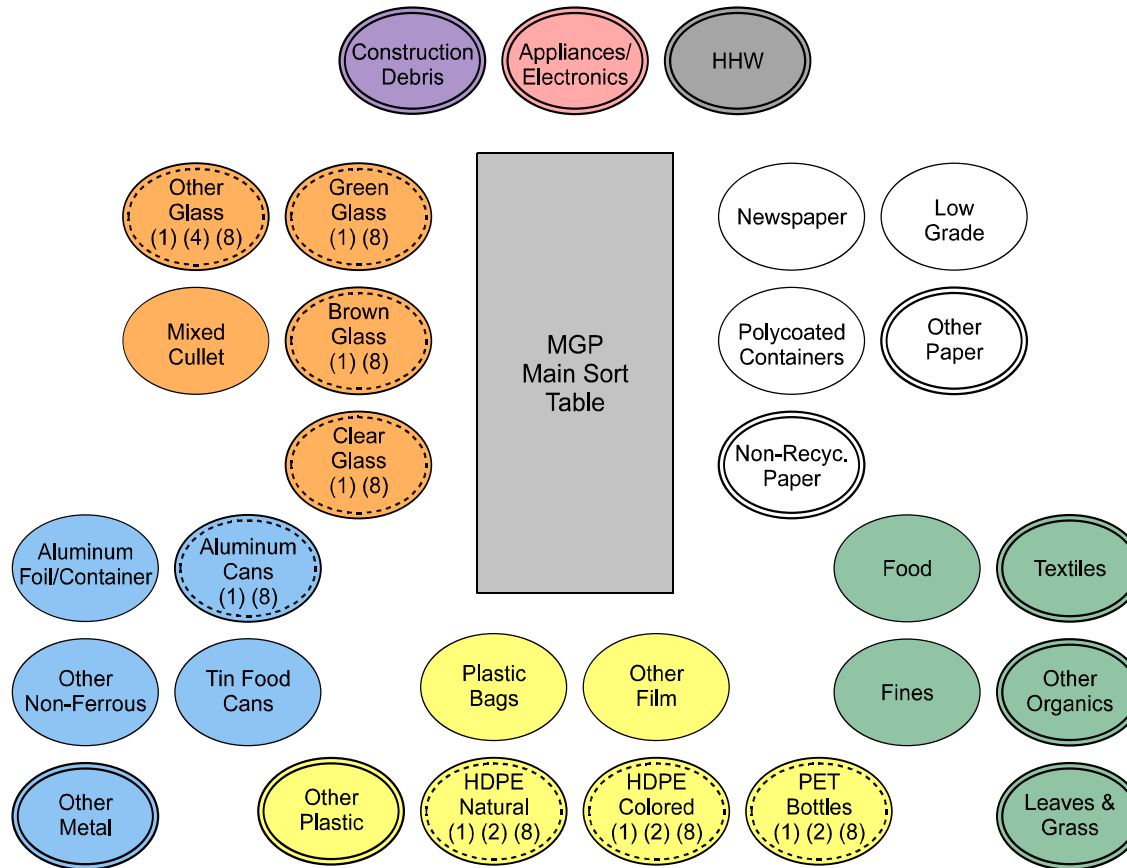 Construction
Debris
Appliances/
Electronics
HHW
Other
Glass
(1) (4) (8)
Green
Glass
(1) (8)
Newspaper
Low
Grade
Mixed
Cullet
Brown
Glass
(1) (8)
MGP
Main Sort
Table
Polycoated
Containers
Other
Paper
Clear
Glass
(1) (8)
Non-Recyc.
Paper
Aluminum
Foil/Container
Aluminum
Cans
(1) (8)
Food
Textiles
Other
Non-Ferrous
Tin Food
Cans
Plastic
Bags
Other
Film
Fines
Other
Organics
Other
Metal
Other
Plastic
HDPE
Natural
(1) (2) (8)
HDPE
Colored
(1) (2) (8)
PET
Bottles
(1) (2) (8)
Leaves &
Grass